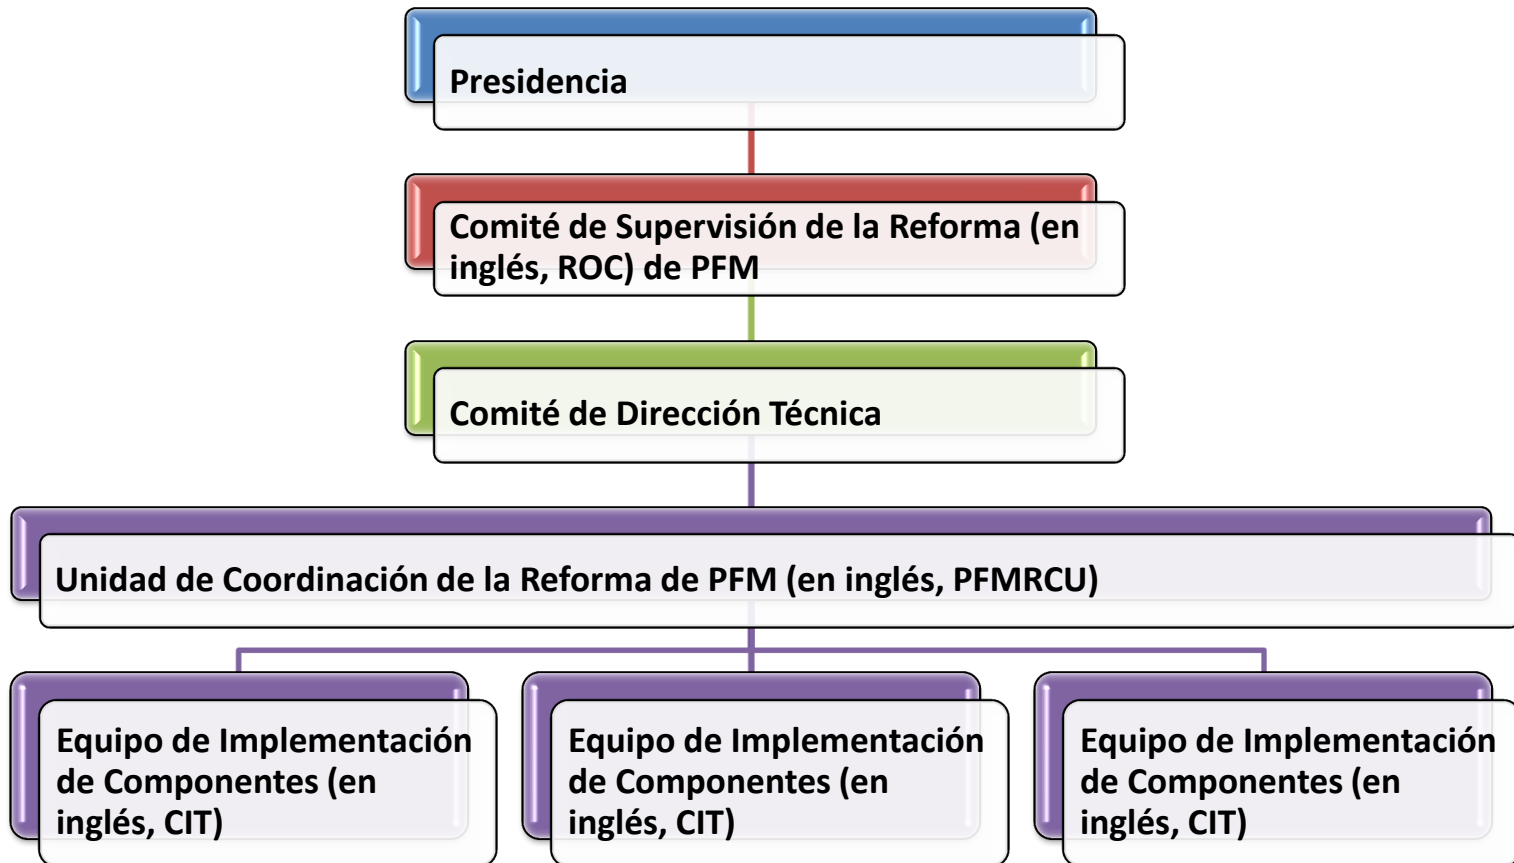 Presidencia
Comité de Supervisión de la Reforma (en
inglés, ROC) de PFM
Comité de Dirección Técnica
Unidad de Coordinación de la Reforma de PFM (en inglés, PFMRCU)
Equipo de Implementación
de Componentes (en
inglés, CIT)
Equipo de Implementación
de Componentes (en
inglés, CIT)
Equipo de Implementación
de Componentes (en
inglés, CIT)